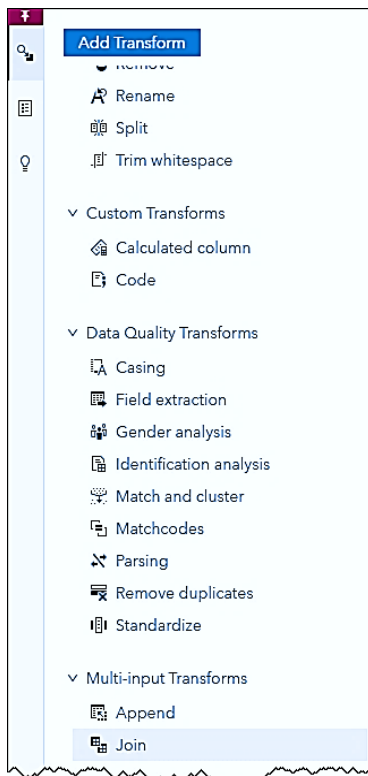 Add Transform
Remove
Rename
Split
Trim whitespace
Custom Transforms
Calculated column
Code
Data Quality Transforms
Casing
Field extraction
Gender analysis
Identification analysis
Match and cluster
Matchcodes
Parsing
Remove duplicates
Standardize
Multi-input Transforms
Append
Join